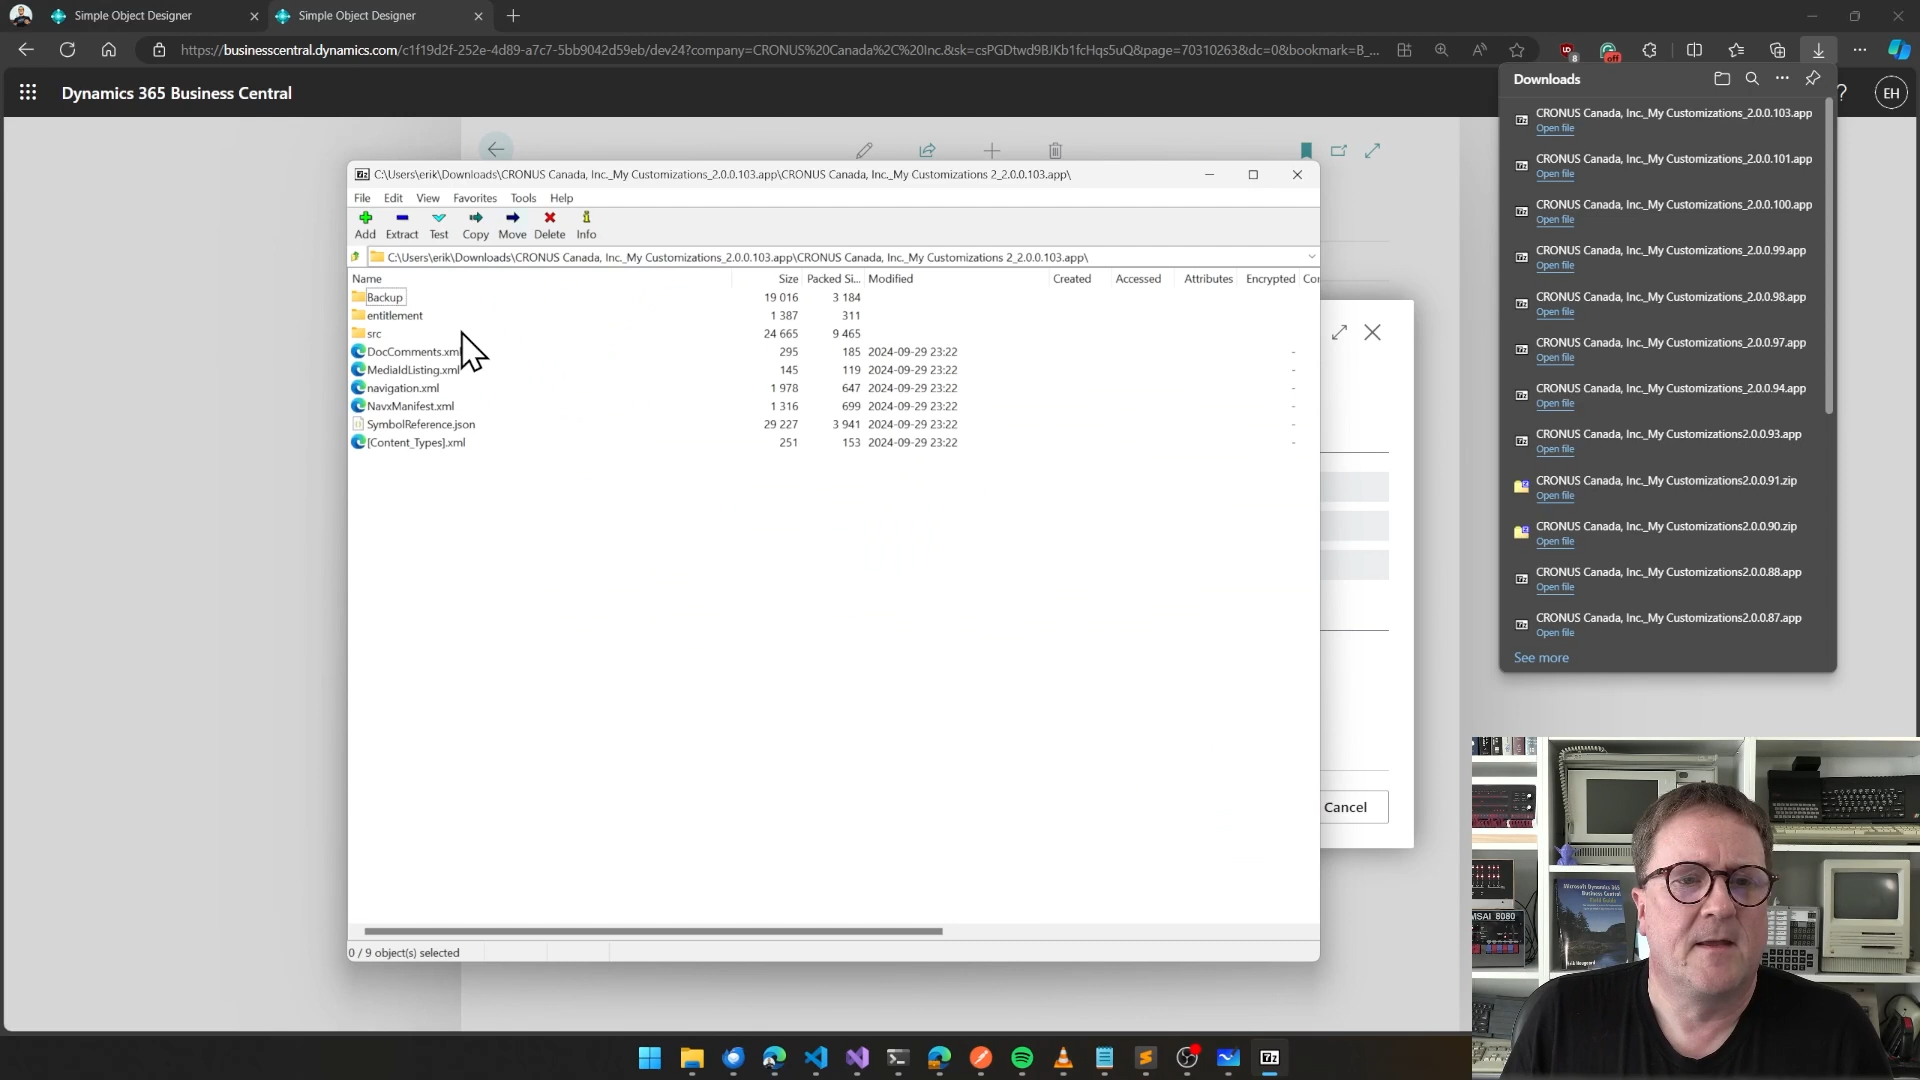 Simple Object Designer
Simple Object Designer
https://businesscentral.dynamics.com/c1f19d2f-252e-4d89-a7c7-5bb9042d59eb/dev24?company=CRONUS%20Canada%2C%20Inc.&sk=csPGDtwd9BJKb1fcHqs5uQ&page=70310263&dc=0&bookmark=B_...
8
off
Dynamics 365 Business Central
?
EH
Downloads
CRONUS Canada, Inc._My Customizations_2.0.0.103.app
Open file
CRONUS Canada, Inc._My Customizations_2.0.0.101.app
Open file
CRONUS Canada, Inc._My Customizations_2.0.0.100.app
Open file
CRONUS Canada, Inc._My Customizations_2.0.0.99.app
Open file
CRONUS Canada, Inc._My Customizations_2.0.0.98.app
Open file
CRONUS Canada, Inc._My Customizations_2.0.0.97.app
Open file
CRONUS Canada, Inc._My Customizations_2.0.0.94.app
Open file
CRONUS Canada, Inc._My Customizations2.0.0.93.app
Open file
CRONUS Canada, Inc._My Customizations2.0.0.91.zip
Open file
CRONUS Canada, Inc._My Customizations2.0.0.90.zip
Open file
CRONUS Canada, Inc._My Customizations2.0.0.88.app
Open file
CRONUS Canada, Inc._My Customizations2.0.0.87.app
Open file
See more
7z C:\Users\erik\Downloads\CRONUS Canada, Inc._My Customizations_2.0.0.103.app\CRONUS Canada, Inc._My Customizations 2_2.0.0.103.app\
File Edit View Favorites Tools Help
Add Extract Test Copy Move Delete Info
C:\Users\erik\Downloads\CRONUS Canada, Inc._My Customizations_2.0.0.103.app\CRONUS Canada, Inc._My Customizations 2_2.0.0.103.app\
Name Size Packed Si... Modified Created Accessed Attributes Encrypted Co
Backup 19 016 3 184
entitlement 1 387 311
src 24 665 9 465
DocComments.xml 295 185 2024-09-29 23:22 -
MediaIdListing.xml 145 119 2024-09-29 23:22 -
navigation.xml 1 978 647 2024-09-29 23:22 -
NavxManifest.xml 1 316 699 2024-09-29 23:22 -
SymbolReference.json 29 227 3 941 2024-09-29 23:22 -
[Content_Types].xml 251 153 2024-09-29 23:22 -
0 / 9 object(s) selected
Cancel
Microsoft Dynamics 365
Business Central
Field Guide
IMSAI 8080
7z